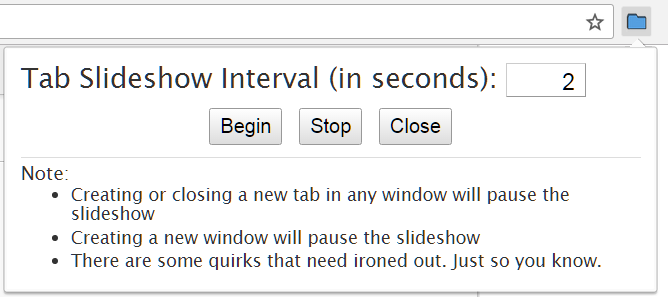 Tab Slideshow Interval (in seconds): 2
Begin Stop Close
Note:
• Creating or closing a new tab in any window will pause the
slideshow
• Creating a new window will pause the slideshow
• There are some quirks that need ironed out. Just so you know.